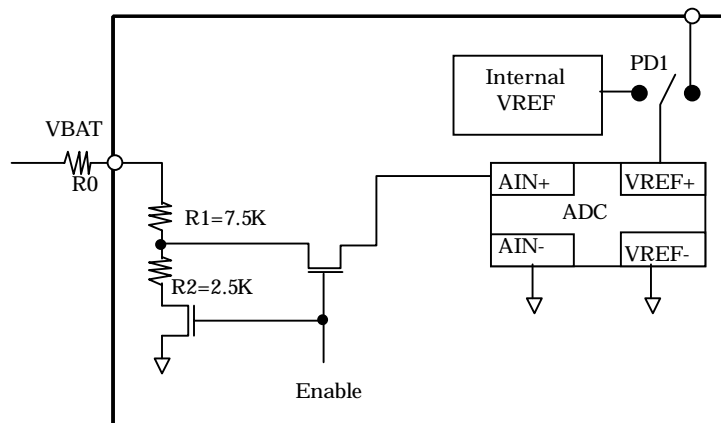 PD1
Internal
VREF
VBAT
R0
AIN+
VREF+
R1=7.5K
ADC
AIN-
VREF-
R2=2.5K
Enable